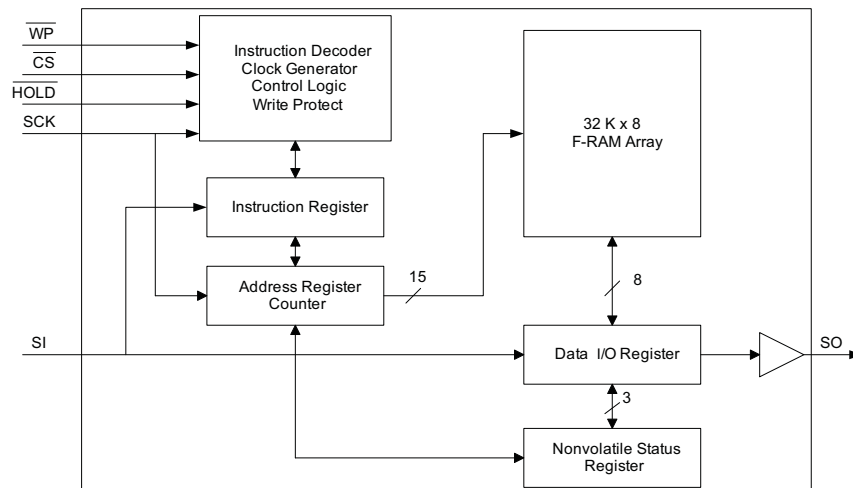 WP
CS
HOLD
SCK
Instruction Decoder
Clock Generator
Control Logic
Write Protect
32 K x 8
F-RAM Array
Instruction Register
Address Register
Counter
15
8
SI
Data I/O Register
SO
3
Nonvolatile Status
Register